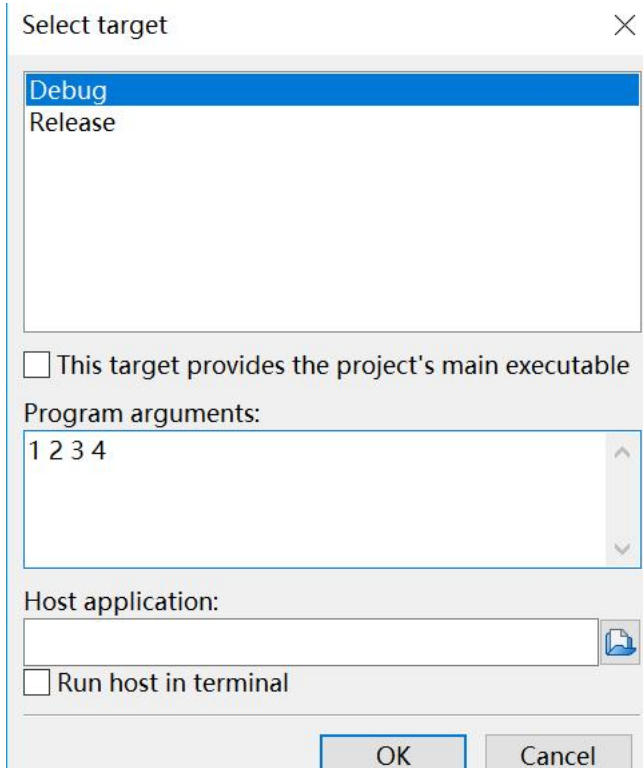 Select target
Debug
Release
This target provides the project's main executable
Program arguments:
1 2 3 4
Host application:
Run host in terminal
OK
Cancel